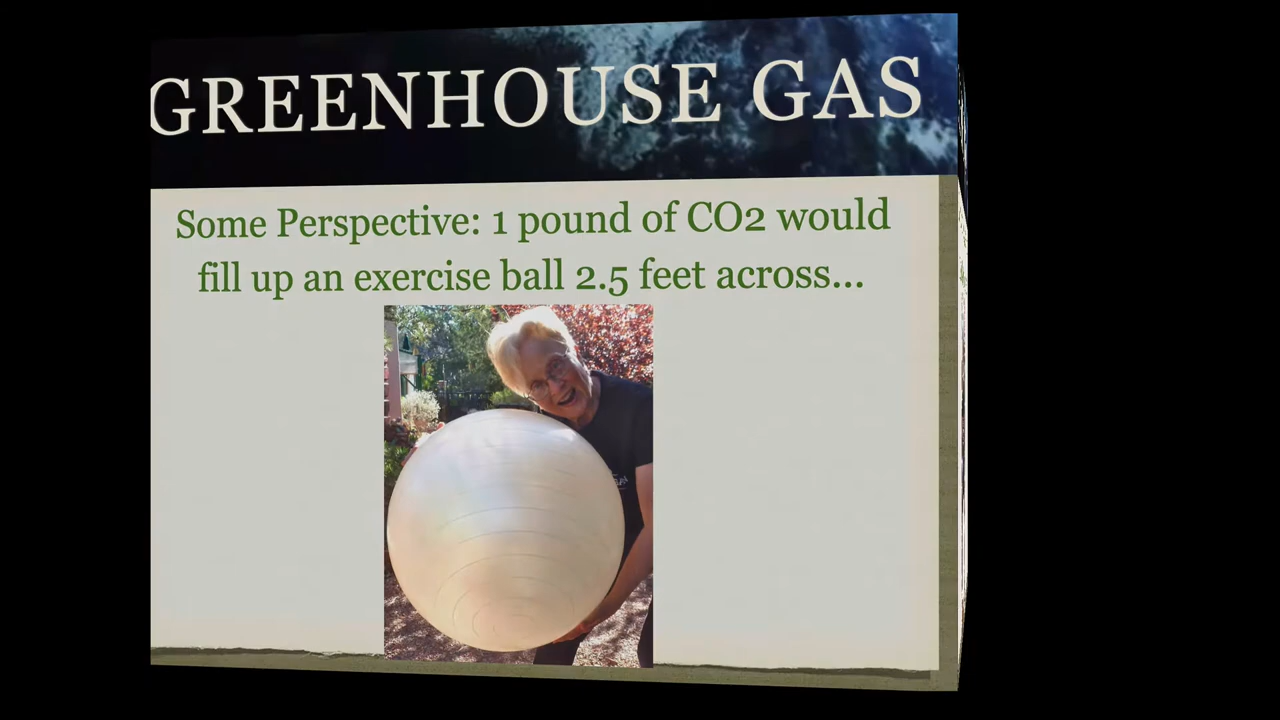 GREENHOUSE GAS
Some Perspective: 1 pound of CO2 would
fill up an exercise ball 2.5 feet across...